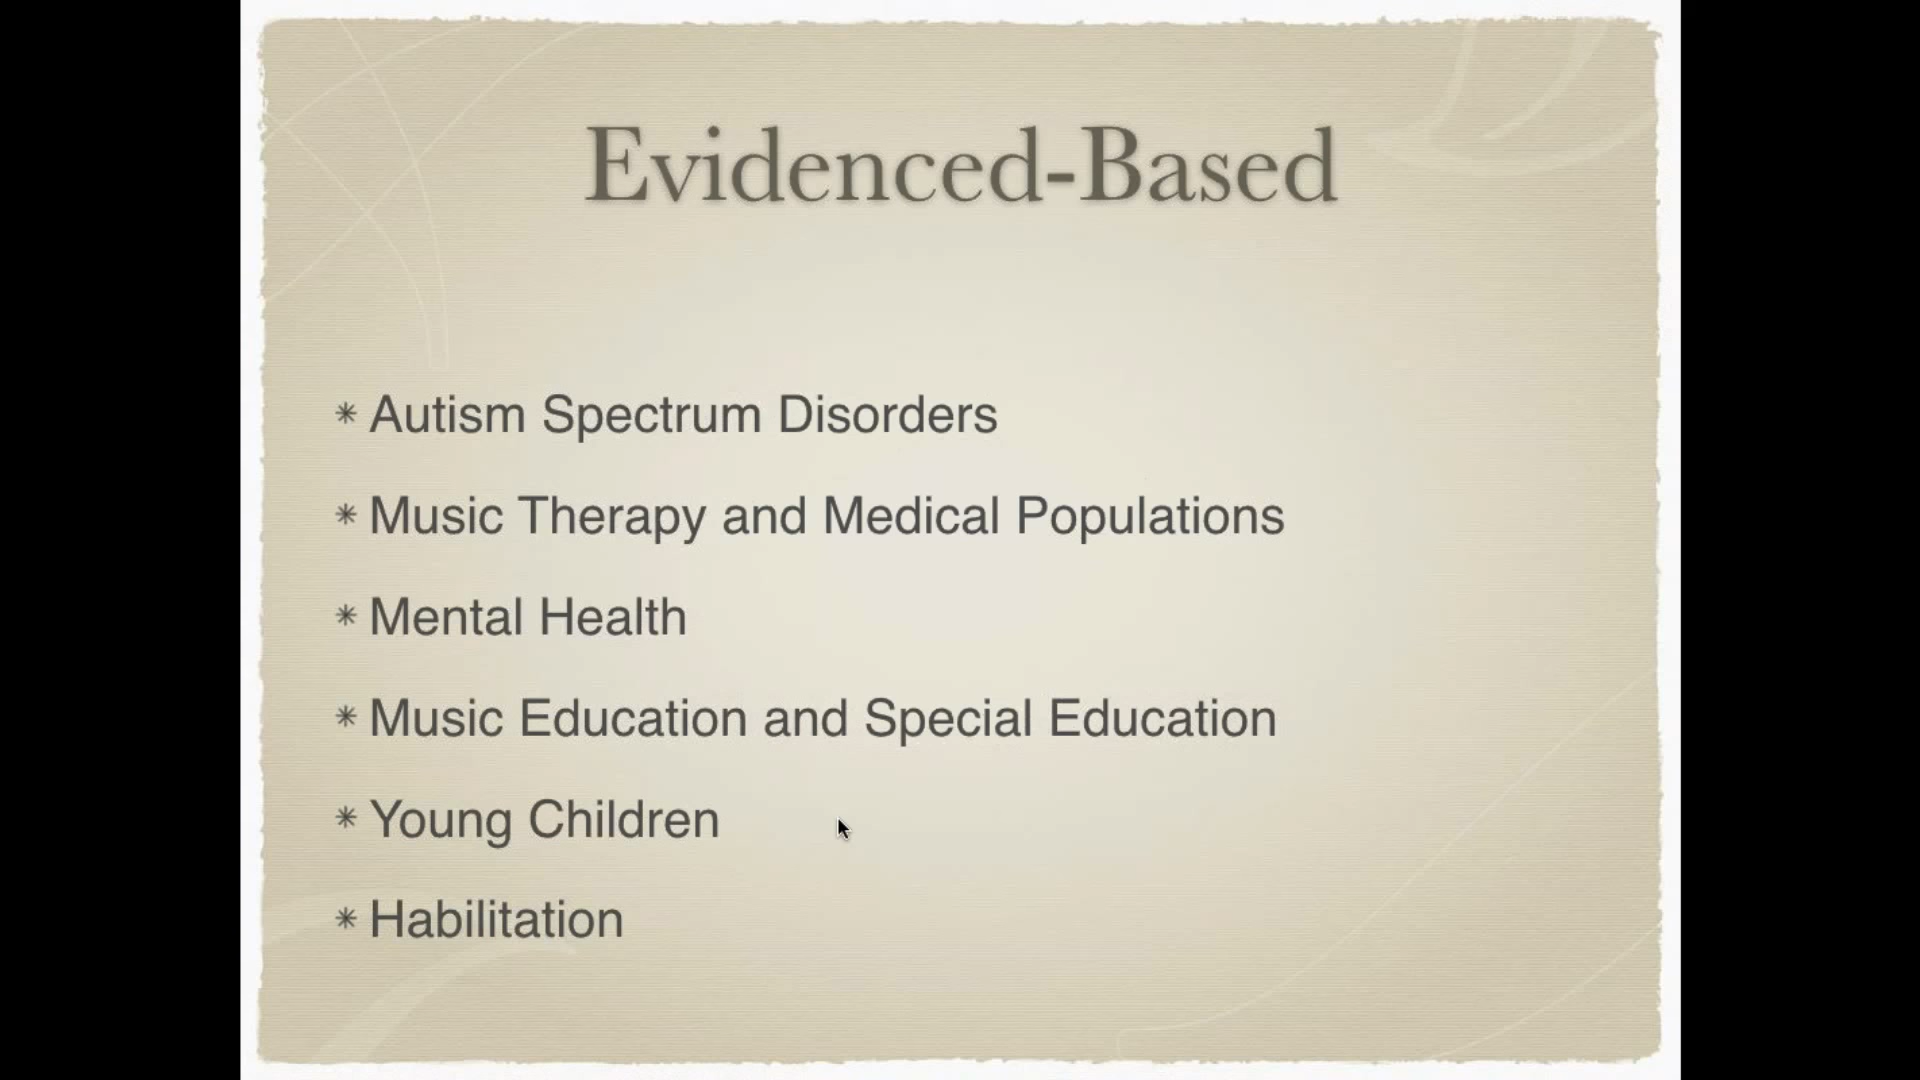 Evidenced-Based
* Autism Spectrum Disorders
* Music Therapy and Medical Populations
* Mental Health
* Music Education and Special Education
* Young Children
* Habilitation